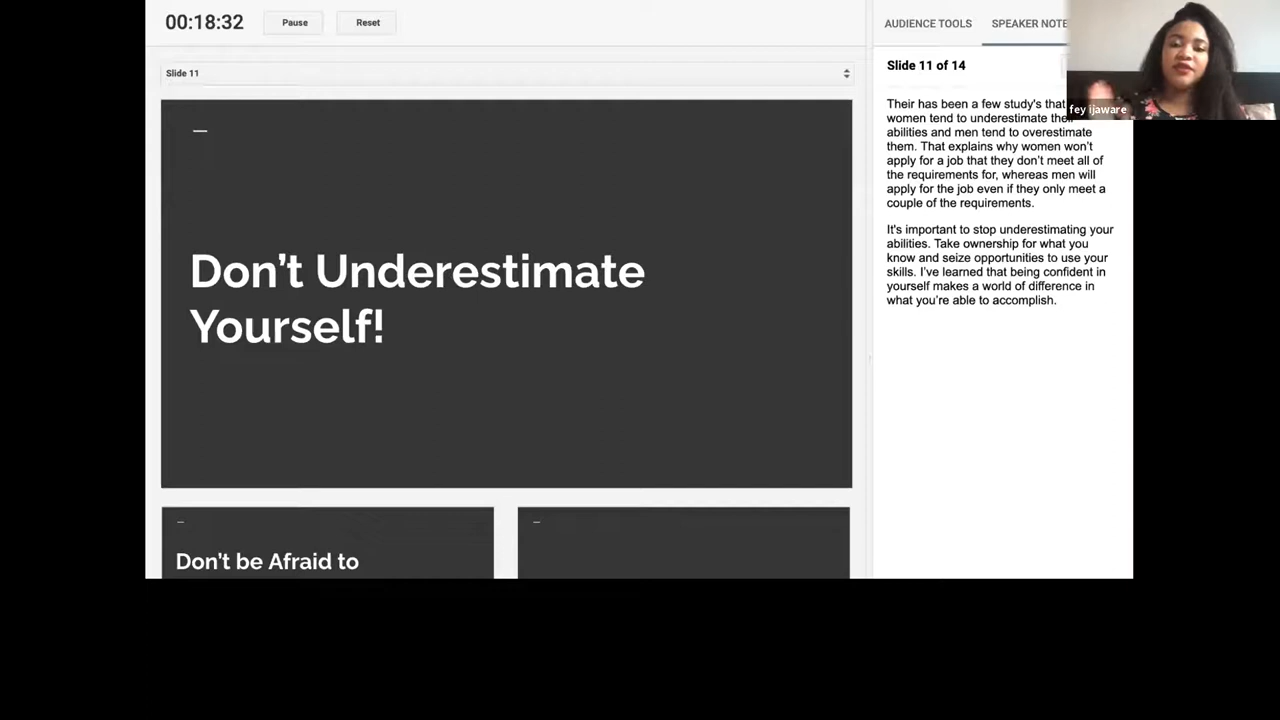 00:18:32
Pause
Reset
AUDIENCE TOOLS
SPEAKER NOTE
Slide 11
Slide 11 of 14
fey ijaware
Their has been a few study's that
women tend to underestimate their
abilities and men tend to overestimate
them. That explains why women won't
apply for a job that they don't meet all of
the requirements for, whereas men will
apply for the job even if they only meet a
couple of the requirements.
It's important to stop underestimating your
abilities. Take ownership for what you
know and seize opportunities to use your
skills. I've learned that being confident in
yourself makes a world of difference in
what you're able to accomplish.
Don't Underestimate
Yourself!
Don't be Afraid to